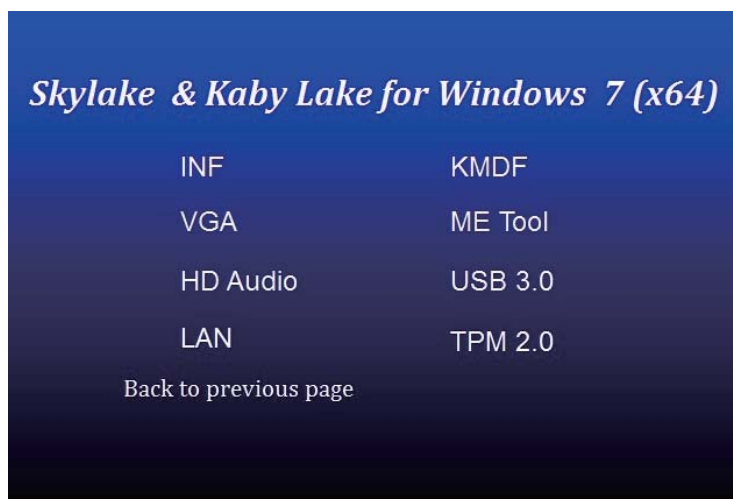 Skylake & Kaby Lake for Windows 7 (x64)
INF
VGA
HD Audio
LAN
KMDF
ME Tool
USB 3.0
TPM 2.0
Back to previous page